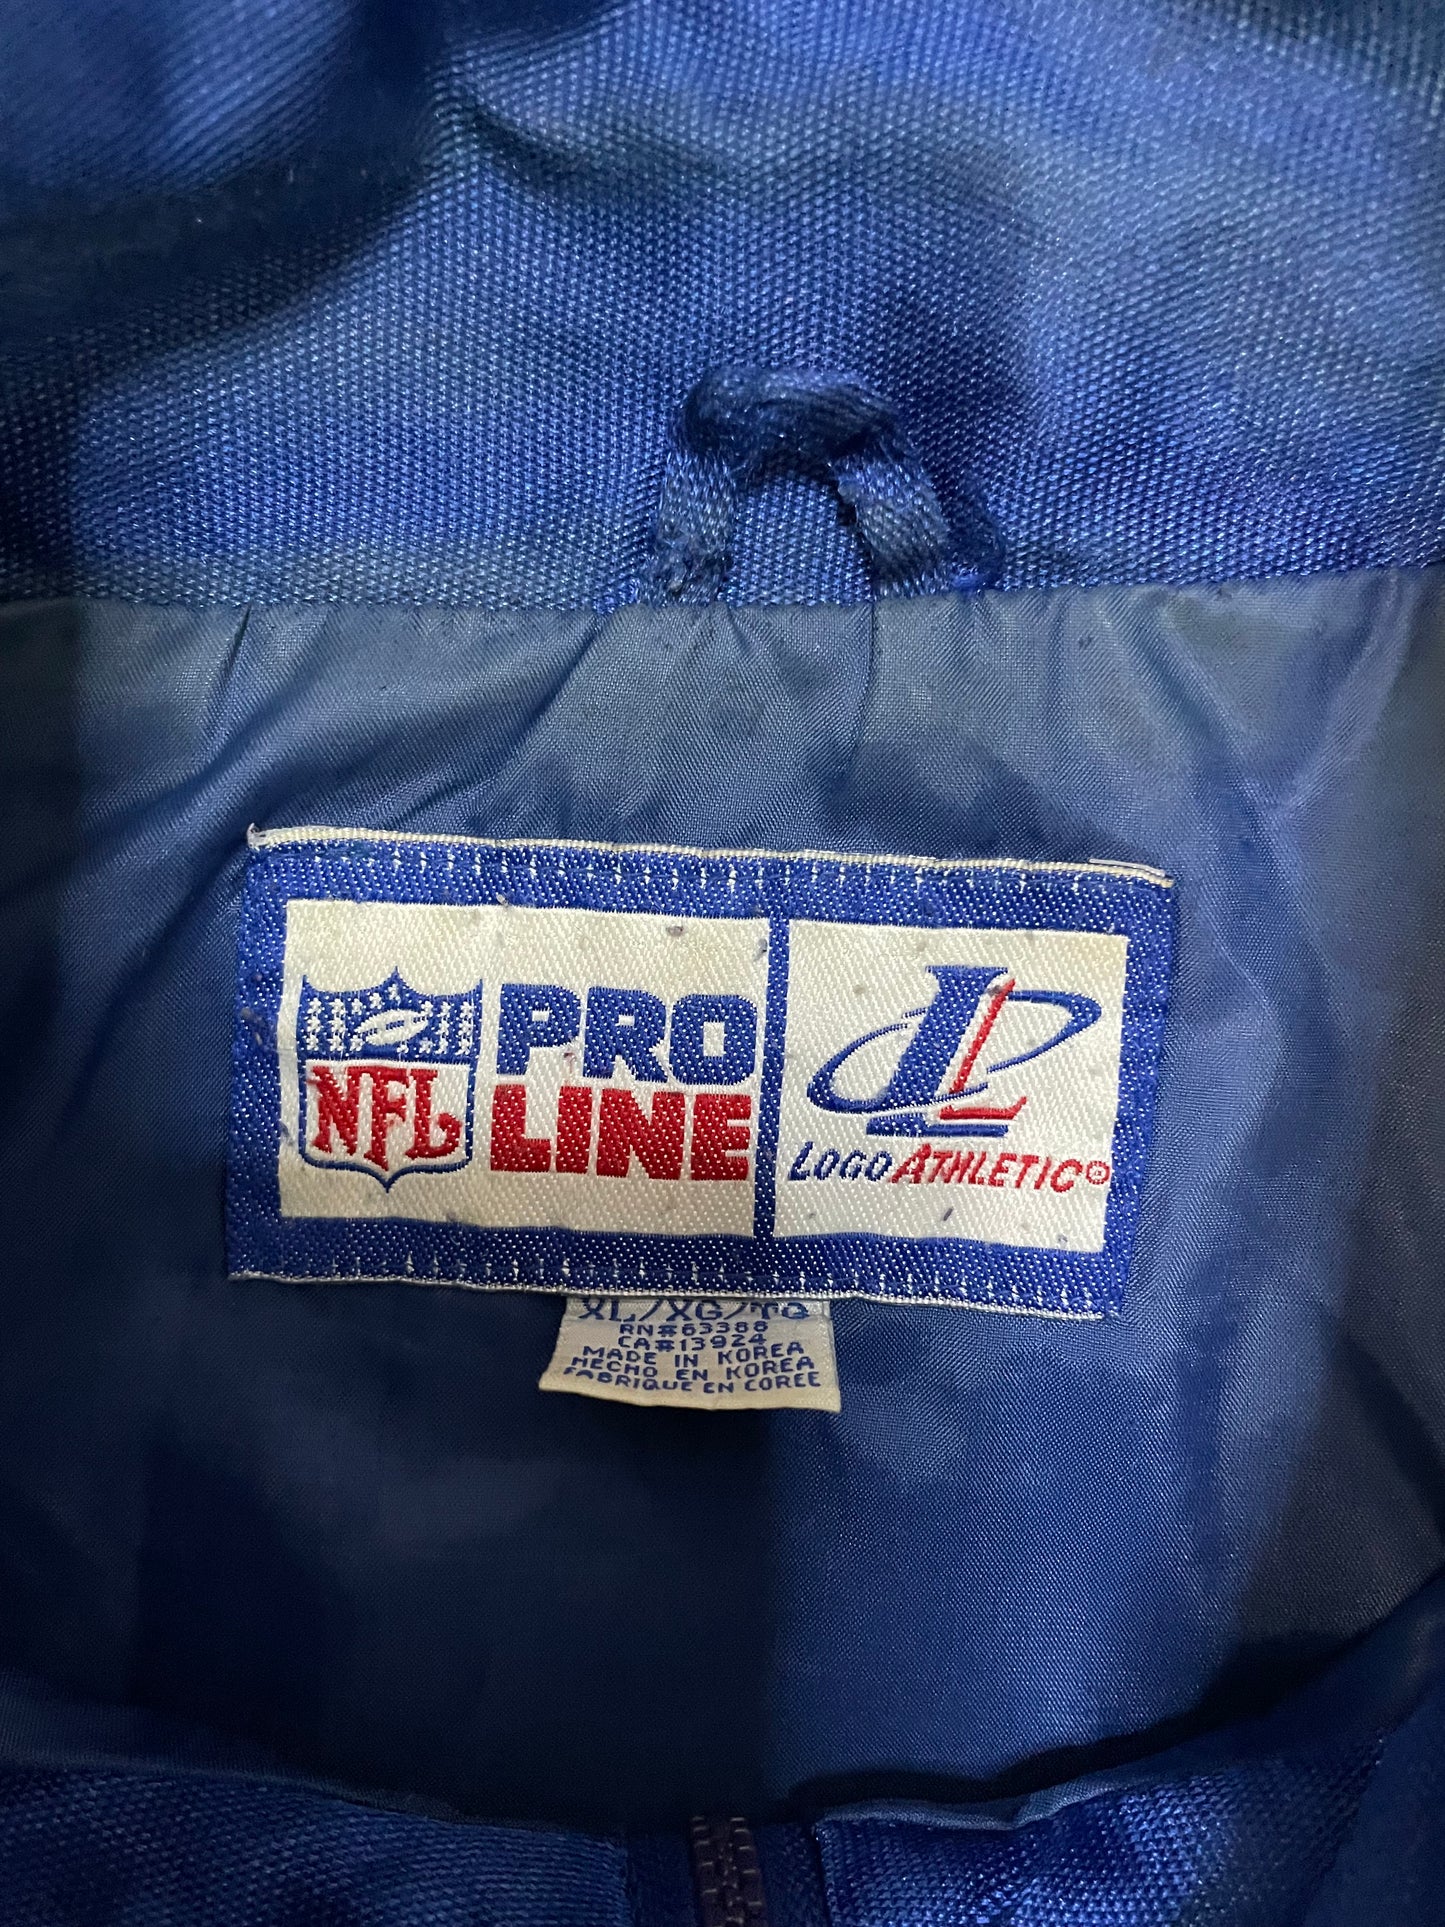 NFL
PRO
LINE
LOGO ATHLETIC®
XL/XG/TG
RN#63388
CA#13924
MADE IN KOREA
HECHO EN KOREA
FABRIQUE EN COREE